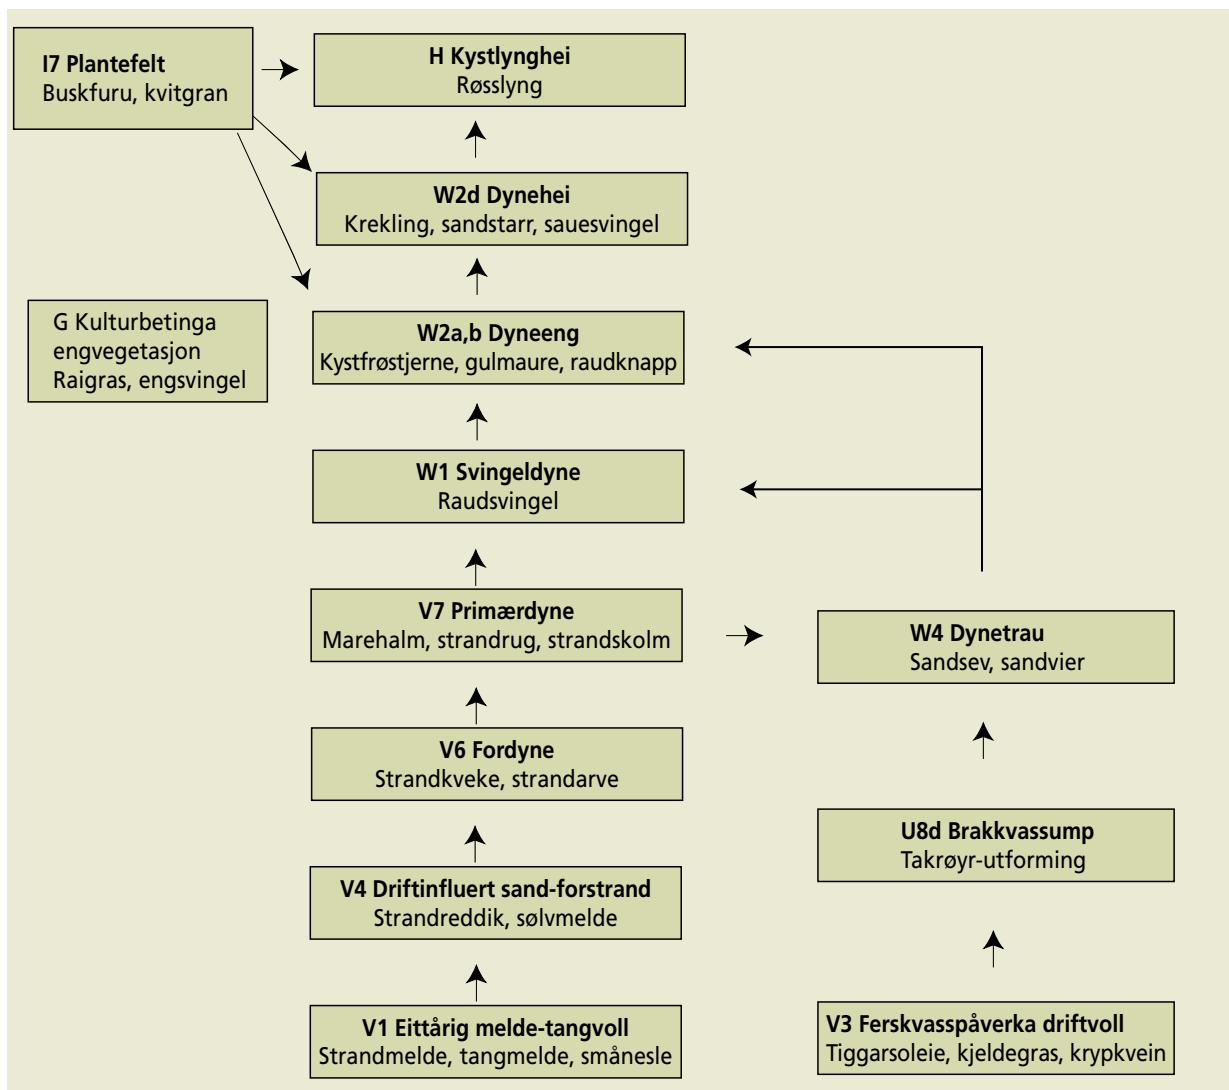 I7 Plantefelt
Buskfuru, kvitgran
H Kystlynghei
Røsslyng
W2d Dynehei
Krekling, sandstarr, sauesvingel
G Kulturbetinga
engvegetasjon
Raigras, engsvingel
W2a,b Dyneeng
Kystfrøstjerne, gulmaure, raudknapp
W1 Svingeldyne
Raudsvingel
V7 Primærdyne
Marehalm, strandrug, strandskolm
W4 Dynetrau
Sandsev, sandvier
V6 Fordyne
Strandkveke, strandarve
U8d Brakkvassump
Takrøyr-utforming
V4 Driftinfluert sand-forstrand
Strandreddik, sølvmelde
V1 Eittårig melde-tangvoll
Strandmelde, tangmelde, smånesle
V3 Ferskvasspåverka driftvoll
Tiggarsoleie, kjeldegras, krypkvein